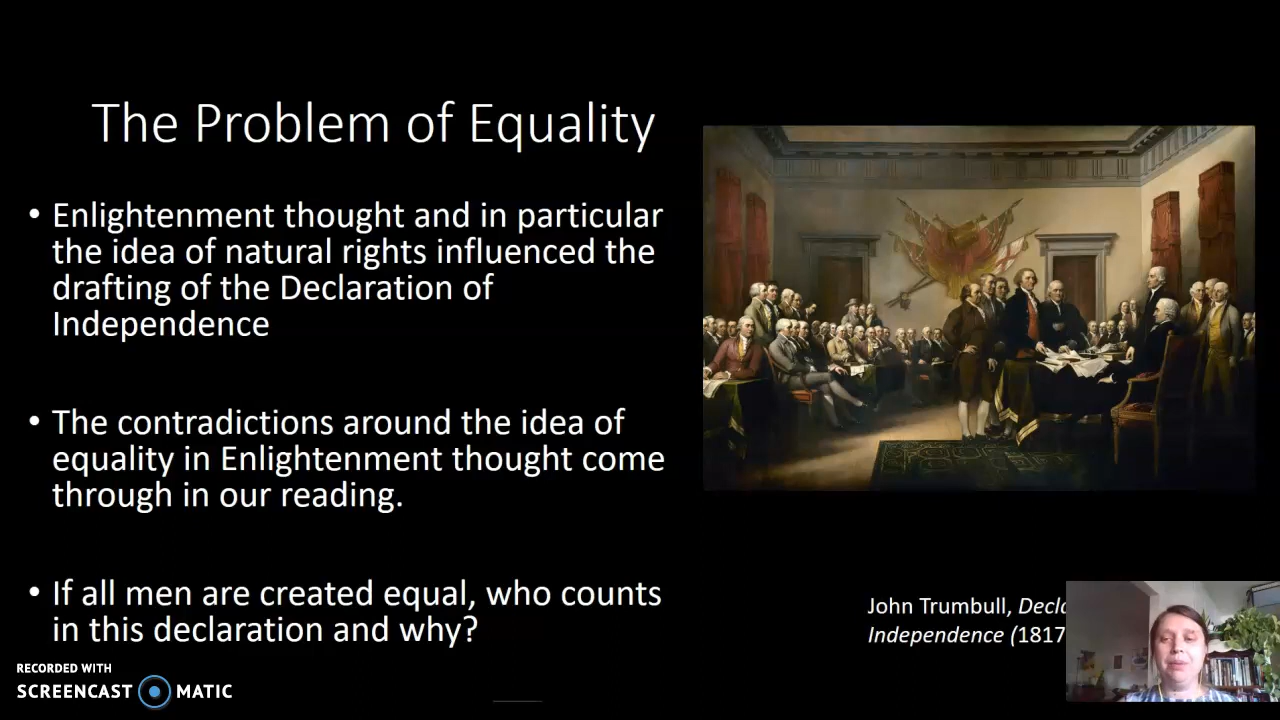 The Problem of Equality
• Enlightenment thought and in particular
the idea of natural rights influenced the
drafting of the Declaration of
Independence
• The contradictions around the idea of
equality in Enlightenment thought come
through in our reading.
• If all men are created equal, who counts
in this declaration and why?
John Trumbull,
Independence (1817
RECORDED WITH
SCREENCAST MATIC